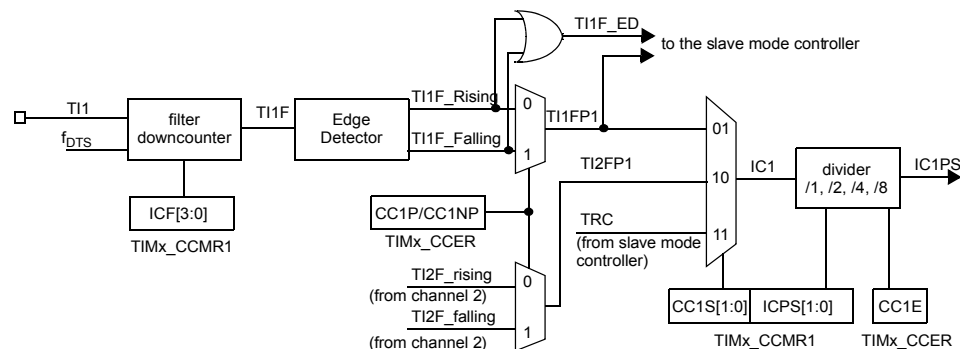 TI1F_ED
to the slave mode controller
TI1
fDTS
filter
downcounter
TI1F
Edge
Detector
TI1F_Rising
TI1F_Falling
0
1
TI1FP1
TI2FP1
01
10
11
IC1
divider
/1, /2, /4, /8
IC1PS
ICF[3:0]
TIMx_CCMR1
CC1P/CC1NP
TIMx_CCER
TRC
(from slave mode
controller)
TI2F_rising
(from channel 2)
TI2F_falling
(from channel 2)
0
1
CC1S[1:0]
ICPS[1:0]
TIMx_CCMR1
CC1E
TIMx_CCER